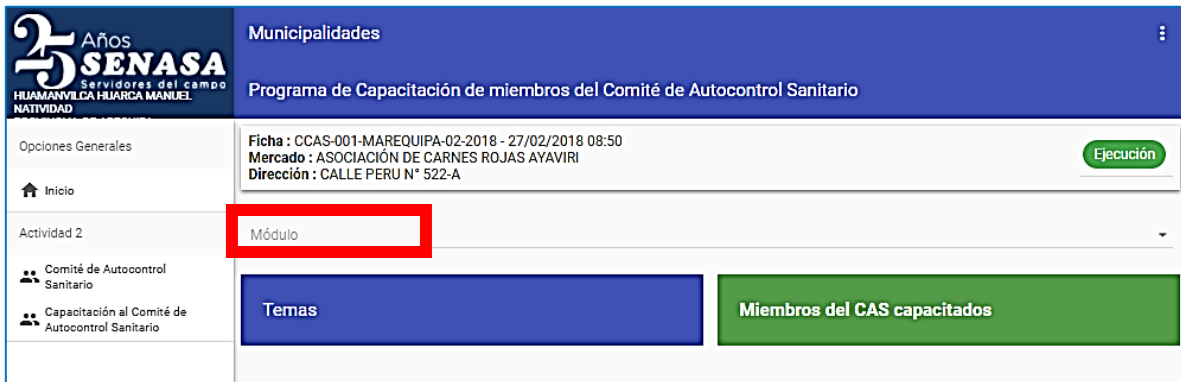 25 Años
SENASA
Servidores del campo
HUAMANVILCA HUARCA MANUEL
NATIVIDAD
Municipalidades
Programa de Capacitación de miembros del Comité de Autocontrol Sanitario
Opciones Generales
Inicio
Actividad 2
Comité de Autocontrol
Sanitario
Capacitación al Comité de
Autocontrol Sanitario
Ficha : CCAS-001-MAREQUIPA-02-2018 - 27/02/2018 08:50
Mercado : ASOCIACIÓN DE CARNES ROJAS AYAVIRI
Dirección : CALLE PERU N° 522-A
Ejecución
Módulo
Temas
Miembros del CAS capacitados